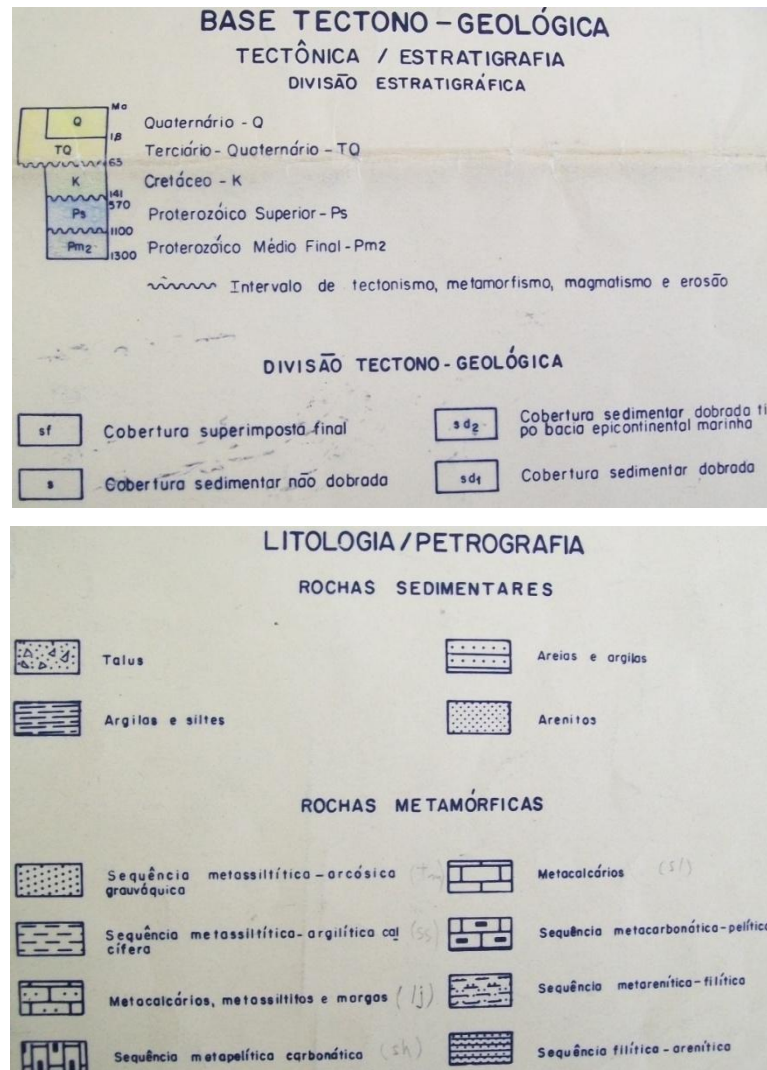 BASE TECTONO-GEOLÓGICA
TECTÔNICA / ESTRATIGRAFIA
DIVISÃO ESTRATIGRÁFICA
Ma
Q
Quaternário - Q
1,8
TQ
Terciário-Quaternário - TQ
65
K
Cretáceo - K
141
570
Ps
Proterozóico Superior-Ps
1100
Pm2
Proterozóico Médio Final-Pm2
1300
Intervalo de tectonismo, metamorfismo, magmatismo e erosão
DIVISÃO TECTONO-GEOLÓGICA
sf
Cobertura superimposta final
s
Cobertura sedimentar não dobrada
sd2
Cobertura sedimentar dobrada ti
po bacia epicontinental marinha
sd1
Cobertura sedimentar dobrada
LITOLOGIA/PETROGRAFIA
ROCHAS SEDIMENTARES
Talus
Areias e argilas
Argilas e siltes
Arenitos
ROCHAS METAMÓRFICAS
Sequência metassiltítica-arcósica
grauváquica
Metacalcários (sl)
Sequência metassiltítica-argilítica cal (ss)
cífera
Sequência metacarbonática-pelítica
Metacalcários, metassiltitos e margas (lj)
Sequência metarenítica-filítica
Sequência metapelítica carbonática (sh)
Sequência filítica-arenítica